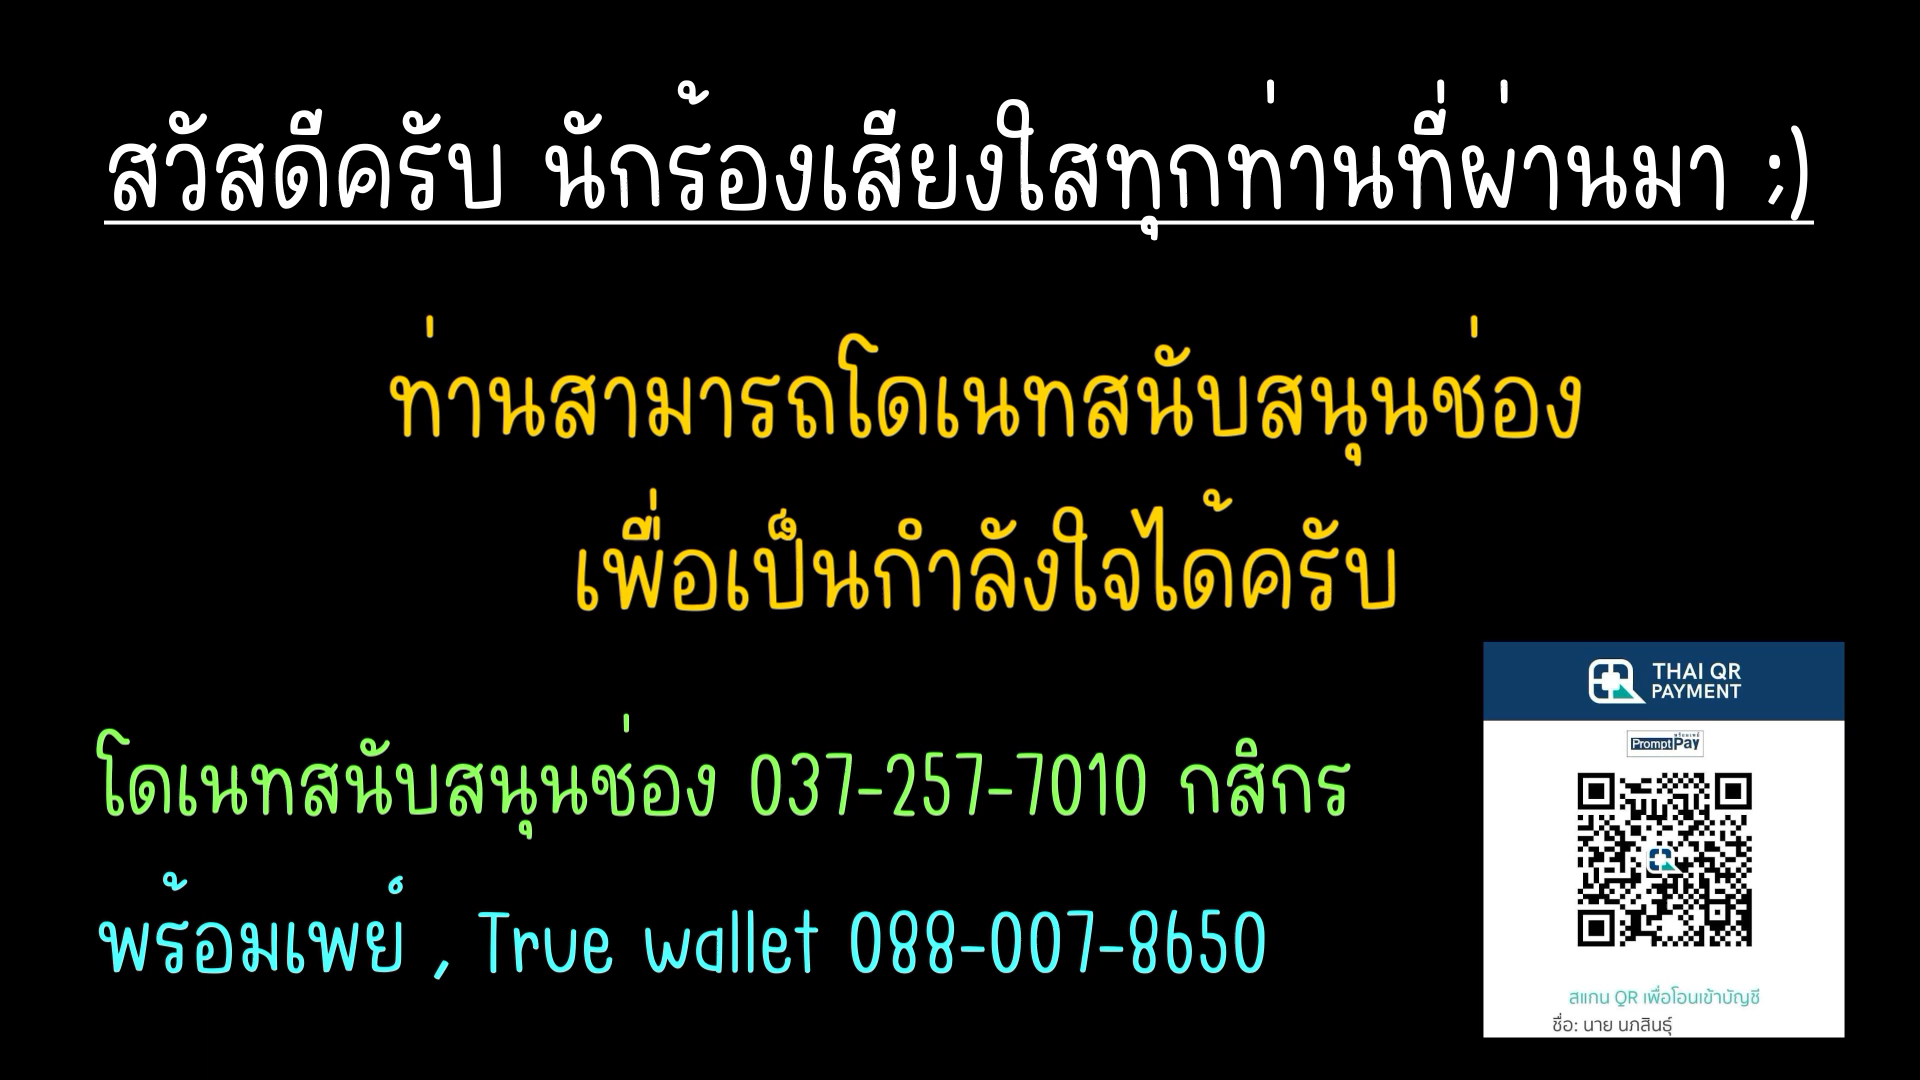 สวัสดีครับ นักร้องเสียงใสทุกท่านที่ผ่านมา ;)
ท่านสามารถโดเนทสนับสนุนช่อง
เพื่อเป็นกำลังใจได้ครับ
โดเนทสนับสนุนช่อง 037-257-7010 กสิกร
พร้อมเพย์ , True wallet 088-007-8650
THAI QR
PAYMENT
พร้อมเพย์
PromptPay
สแกน QR เพื่อโอนเข้าบัญชี
ชื่อ: นาย นภสินธุ์